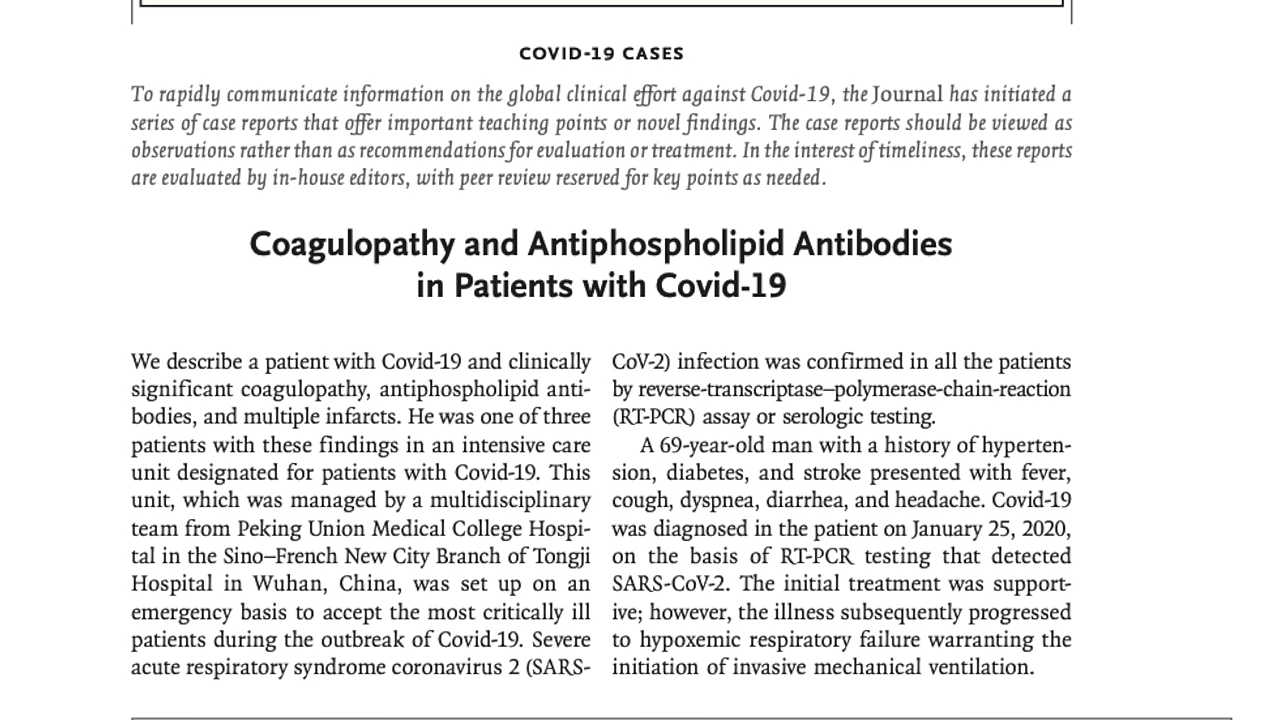 COVID-19 CASES
To rapidly communicate information on the global clinical effort against Covid-19, the Journal has initiated a
series of case reports that offer important teaching points or novel findings. The case reports should be viewed as
observations rather than as recommendations for evaluation or treatment. In the interest of timeliness, these reports
are evaluated by in-house editors, with peer review reserved for key points as needed.
Coagulopathy and Antiphospholipid Antibodies
in Patients with Covid-19
We describe a patient with Covid-19 and clinically
significant coagulopathy, antiphospholipid anti-
bodies, and multiple infarcts. He was one of three
patients with these findings in an intensive care
unit designated for patients with Covid-19. This
unit, which was managed by a multidisciplinary
team from Peking Union Medical College Hospi-
tal in the Sino–French New City Branch of Tongji
Hospital in Wuhan, China, was set up on an
emergency basis to accept the most critically ill
patients during the outbreak of Covid-19. Severe
acute respiratory syndrome coronavirus 2 (SARS-
CoV-2) infection was confirmed in all the patients
by reverse-transcriptase–polymerase-chain-reaction
(RT-PCR) assay or serologic testing.
A 69-year-old man with a history of hyperten-
sion, diabetes, and stroke presented with fever,
cough, dyspnea, diarrhea, and headache. Covid-19
was diagnosed in the patient on January 25, 2020,
on the basis of RT-PCR testing that detected
SARS-CoV-2. The initial treatment was support-
ive; however, the illness subsequently progressed
to hypoxemic respiratory failure warranting the
initiation of invasive mechanical ventilation.